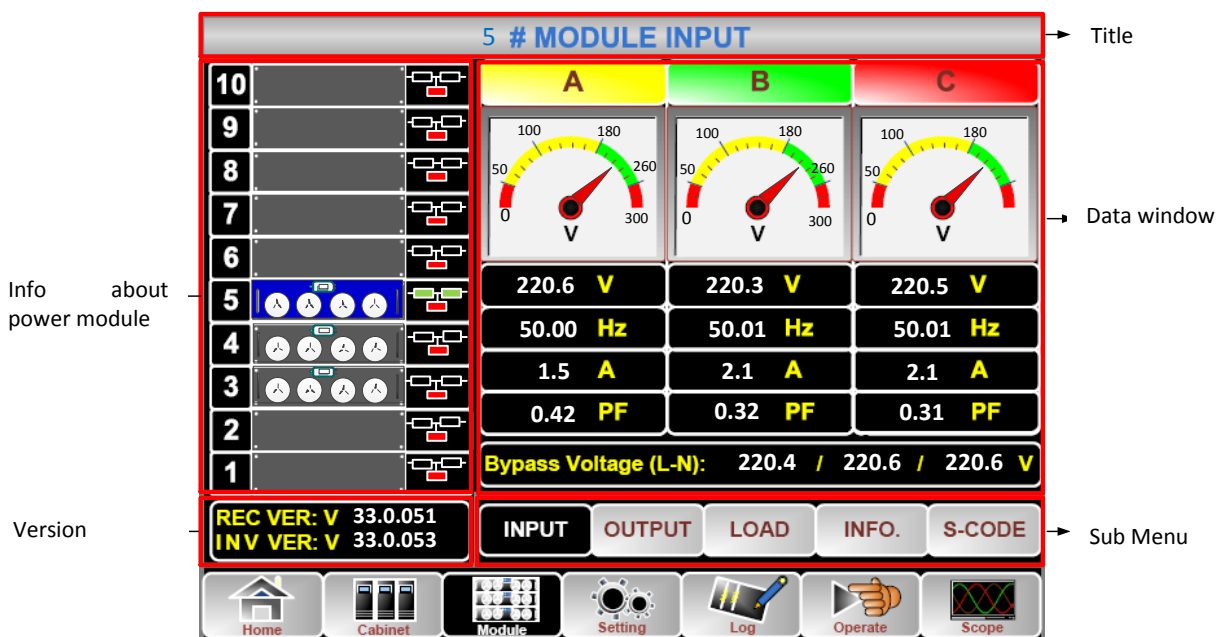 5 # MODULE INPUT
Title
10
9
8
7
6
5
4
3
2
1
Info about
power module
A B C
50 100 180 260
0 300
V
50 100 180 260
0 300
V
50 100 180
0
V
220.6 V 220.3 V 220.5 V
50.00 Hz 50.01 Hz 50.01 Hz
1.5 A 2.1 A 2.1 A
0.42 PF 0.32 PF 0.31 PF
Bypass Voltage (L-N): 220.4 / 220.6 / 220.6 V
Data window
Version
REC VER: V 33.0.051
INV VER: V 33.0.053
INPUT OUTPUT LOAD INFO. S-CODE
Sub Menu
Home Cabinet Module Setting Log Operate Scope